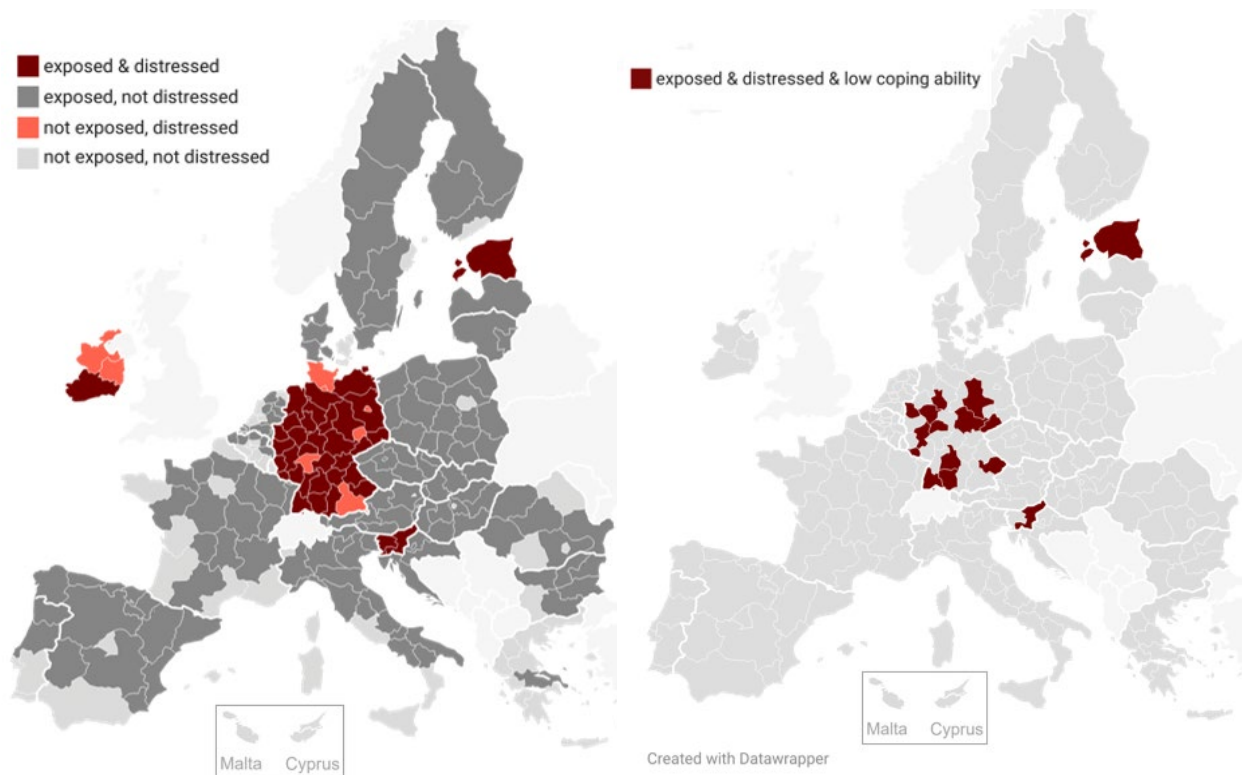 exposed & distressed
exposed, not distressed
not exposed, distressed
not exposed, not distressed
Malta Cyprus
exposed & distressed & low coping ability
Malta Cyprus
Created with Datawrapper